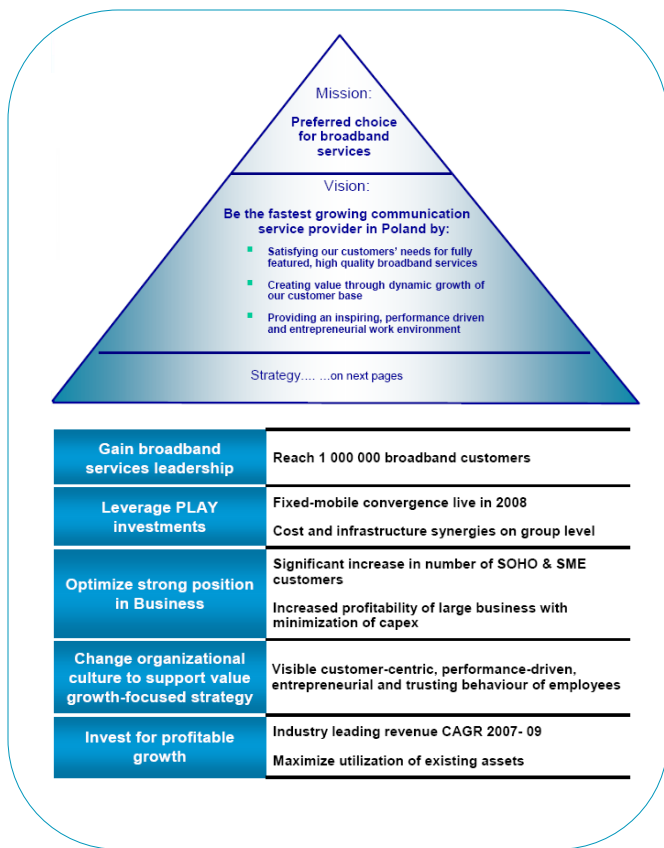 Mission:
Preferred choice
for broadband
services
Vision:
Be the fastest growing communication
service provider in Poland by:
Satisfying our customers' needs for fully
featured, high quality broadband services
Creating value through dynamic growth of
our customer base
Providing an inspiring, performance driven
and entrepreneurial work environment
Strategy.... ...on next pages
Gain broadband
services leadership
Reach 1 000 000 broadband customers
Leverage PLAY
investments
Fixed-mobile convergence live in 2008
Cost and infrastructure synergies on group level
Optimize strong position
in Business
Significant increase in number of SOHO & SME
customers
Increased profitability of large business with
minimization of capex
Change organizational
culture to support value
growth-focused strategy
Visible customer-centric, performance-driven,
entrepreneurial and trusting behaviour of employees
Invest for profitable
growth
Industry leading revenue CAGR 2007- 09
Maximize utilization of existing assets